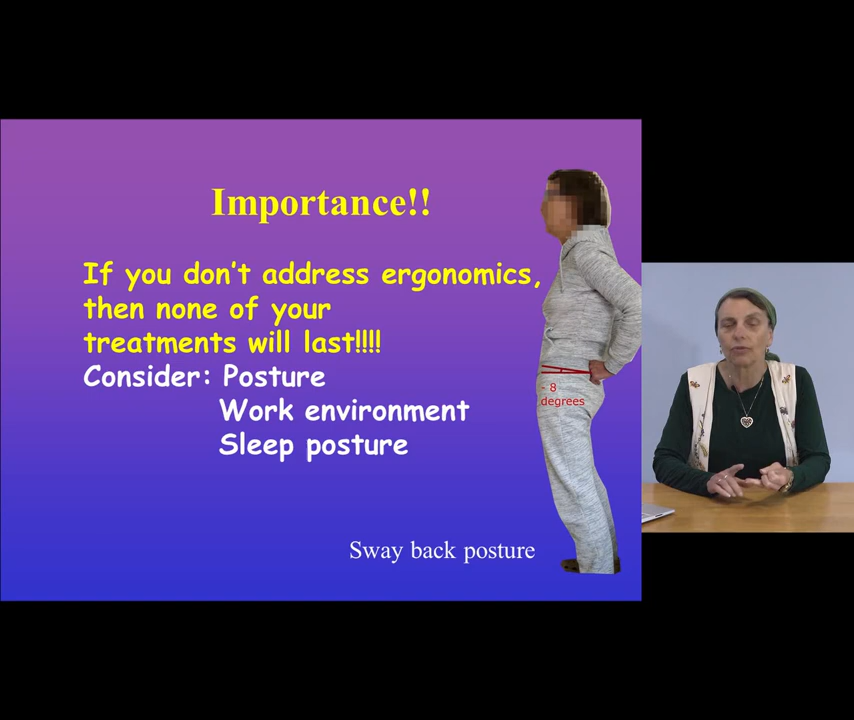 Importance!!
If you don't address ergonomics,
then none of your
treatments will last!!!!
Consider: Posture
Work environment
Sleep posture
- 8
degrees
Sway back posture